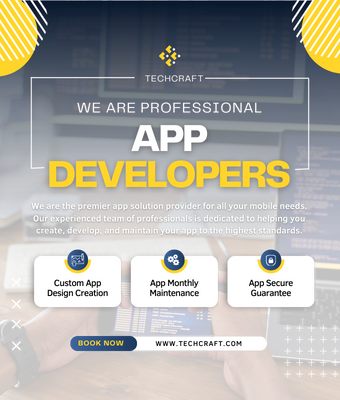 TECHCRAFT
WE ARE PROFESSIONAL
APP
DEVELOPERS
We are the premier app solution provider for all your mobile needs.
Our experienced team of professionals is dedicated to helping you
create, develop, and maintain your app to the highest standards.
Custom App
Design Creation
App Monthly
Maintenance
App Secure
Guarantee
BOOK NOW
WWW.TECHCRAFT.COM